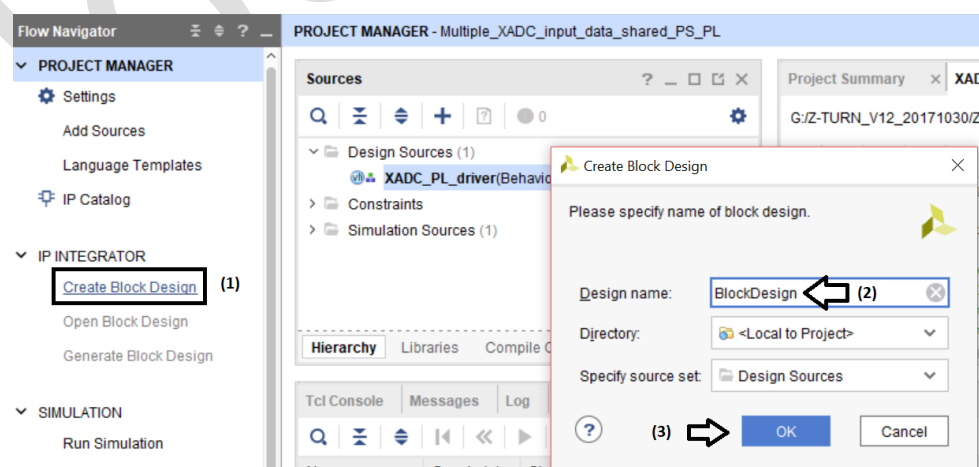 Flow Navigator
PROJECT MANAGER
Settings
Add Sources
Language Templates
IP Catalog
IP INTEGRATOR
Create Block Design (1)
Open Block Design
Generate Block Design
SIMULATION
Run Simulation
PROJECT MANAGER - Multiple_XADC_input_data_shared_PS_PL
Sources
0
Design Sources (1)
XADC_PL_driver(Behavio
Constraints
Simulation Sources (1)
Hierarchy Libraries Compile
Tcl Console Messages Log
Project Summary XAD
G:/Z-TURN_V12_20171030/Z
Create Block Design
Please specify name of block design.
Design name: BlockDesign (2)
Directory: <Local to Project>
Specify source set: Design Sources
(3) OK Cancel